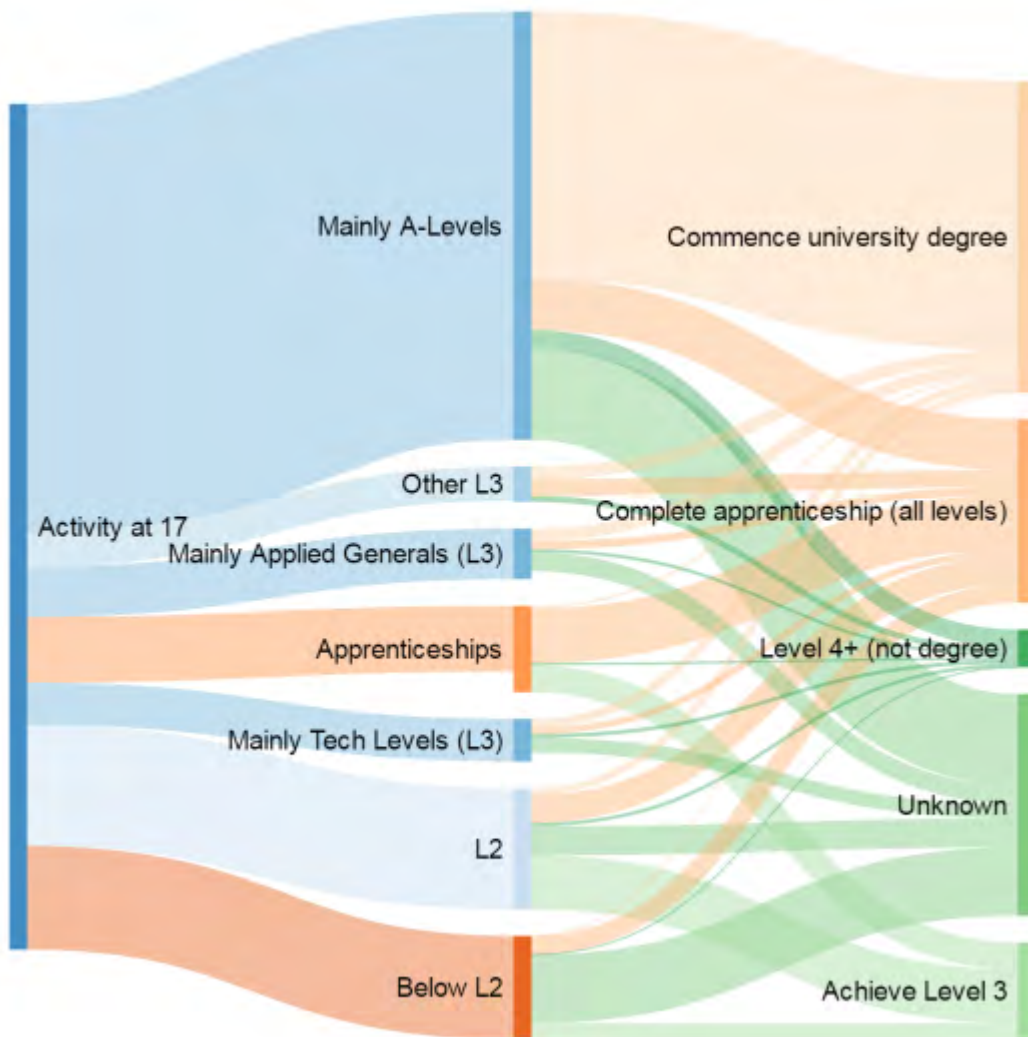 Activity at 17
Mainly A-Levels
Other L3
Mainly Applied Generals (L3)
Apprenticeships
Mainly Tech Levels (L3)
L2
Below L2
Commence university degree
Complete apprenticeship (all levels)
Level 4+ (not degree)
Unknown
Achieve Level 3